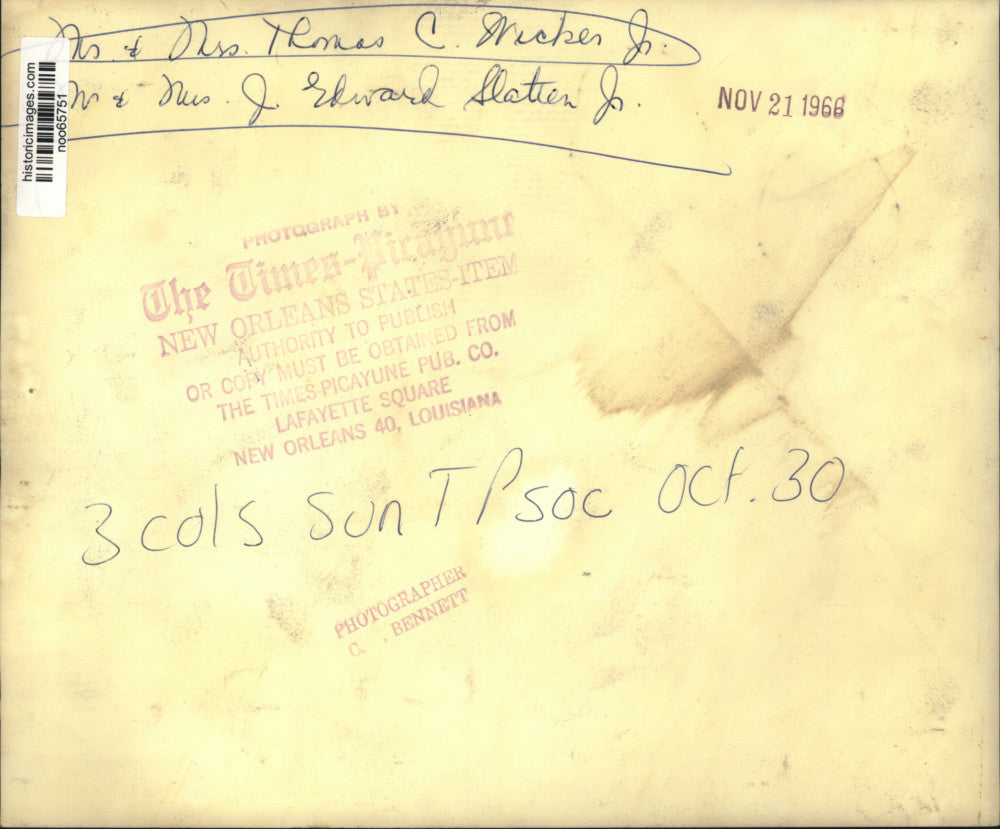 Mr. & Mrs. Thomas C. Wicker Jr.
Mr & Mrs. J. Edward Slatten Jr.
NOV 21 1966
historicimages.com
noo65751
PHOTOGRAPH BY
The Times-Picayune
NEW ORLEANS STATES-ITEM
AUTHORITY TO PUBLISH
OR COPY MUST BE OBTAINED FROM
THE TIMES-PICAYUNE PUB. CO.
LAFAYETTE SQUARE
NEW ORLEANS 40, LOUISIANA
3 cols Sun TP soc Oct. 30
PHOTOGRAPHER
C. . BENNETT